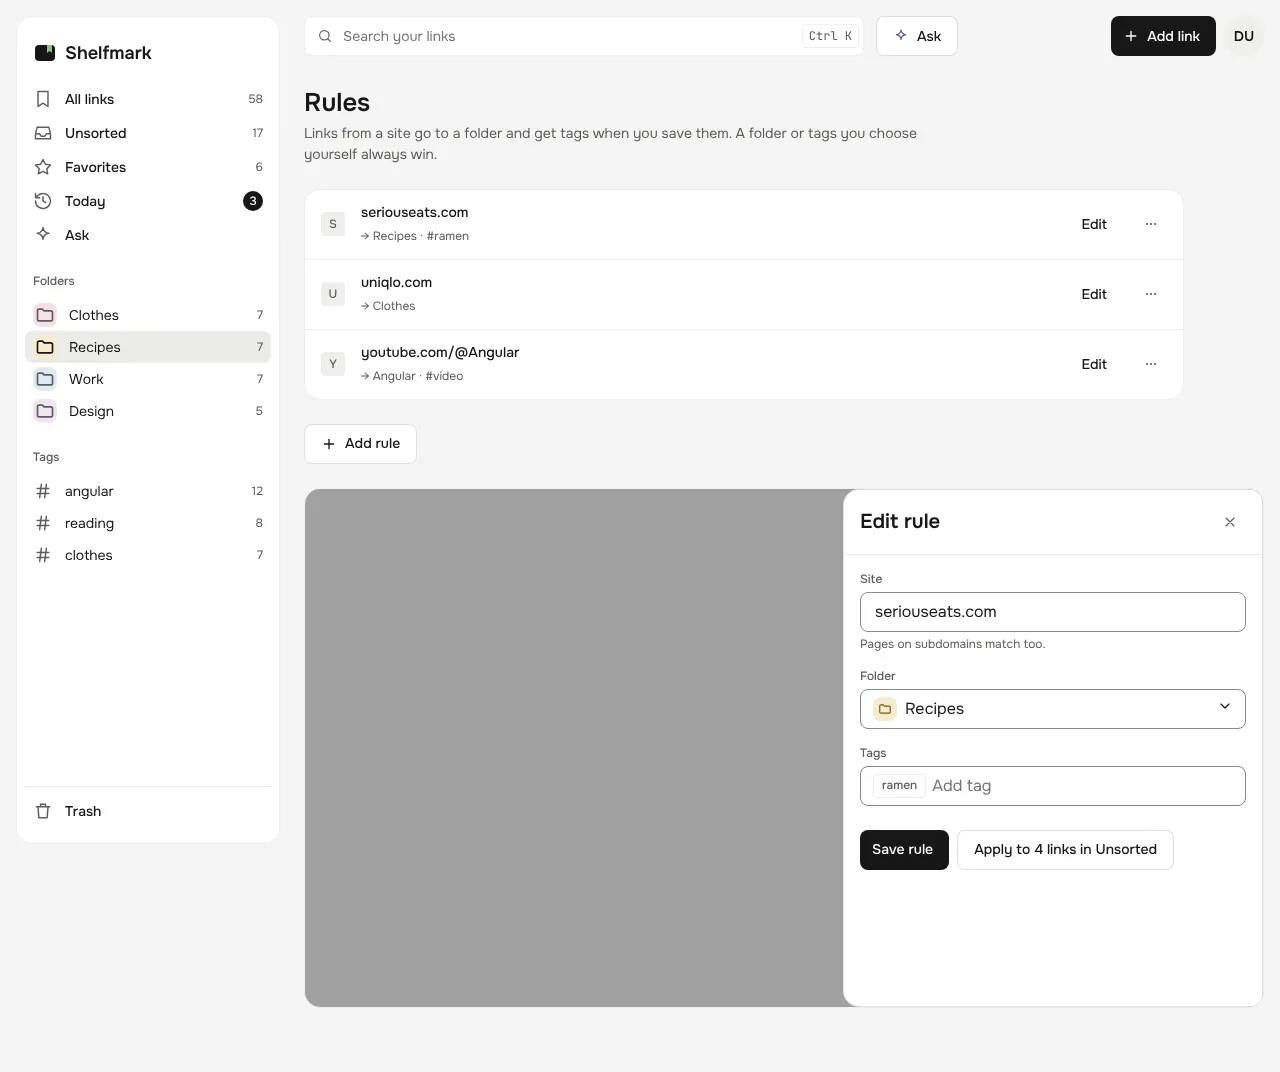 Shelfmark
All links 58
Unsorted 17
Favorites 6
Today 3
Ask
Folders
Clothes 7
Recipes 7
Work 7
Design 5
Tags
angular 12
reading 8
clothes 7
Trash
Search your links Ctrl K
Ask
Add link
DU
Rules
Links from a site go to a folder and get tags when you save them. A folder or tags you choose
yourself always win.
S
seriouseats.com
→ Recipes · #ramen
Edit
U
uniqlo.com
→ Clothes
Edit
Y
youtube.com/@Angular
→ Angular · #video
Edit
Add rule
Edit rule
Site
seriouseats.com
Pages on subdomains match too.
Folder
Recipes
Tags
ramen Add tag
Save rule
Apply to 4 links in Unsorted